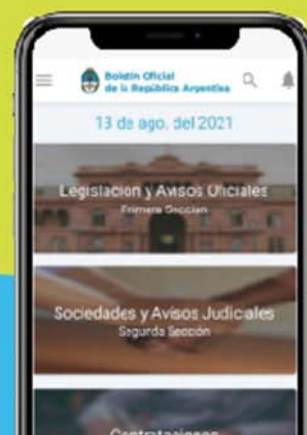 Boletín Oficial
de la República Argentina
13 de ago. del 2021
Legislación y Avisos Oficiales
Primera Sección
Sociedades y Avisos Judiciales
Segunda Sección
Contrataciones